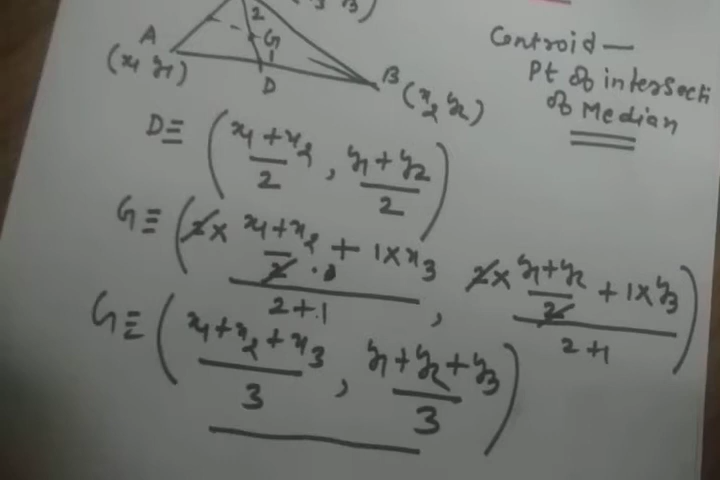 2
G
1
A
(x₁ y₁)
D
B (x₂ y₂)
Centroid —
Pt of intersecti
of Median
D ≡ ( x₁ + x₂ / 2 , y₁ + y₂ / 2 )
G ≡ ( 2 × x₁ + x₂ / 2 + 1 × x₃ / 2 + 1 , 2 × y₁ + y₂ / 2 + 1 × y₃ / 2 + 1 )
G ≡ ( x₁ + x₂ + x₃ / 3 , y₁ + y₂ + y₃ / 3 )